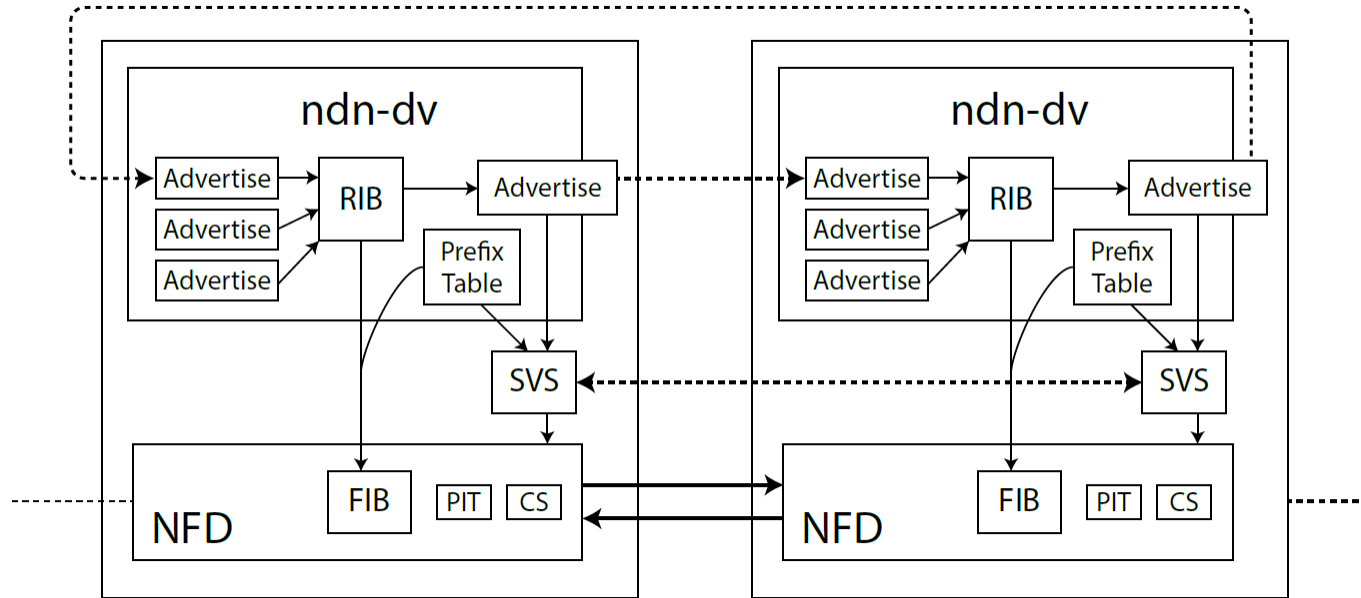 ndn-dv
Advertise
Advertise
Advertise
RIB
Advertise
Prefix
Table
SVS
NFD
FIB
PIT
CS
ndn-dv
Advertise
Advertise
Advertise
RIB
Advertise
Prefix
Table
SVS
NFD
FIB
PIT
CS